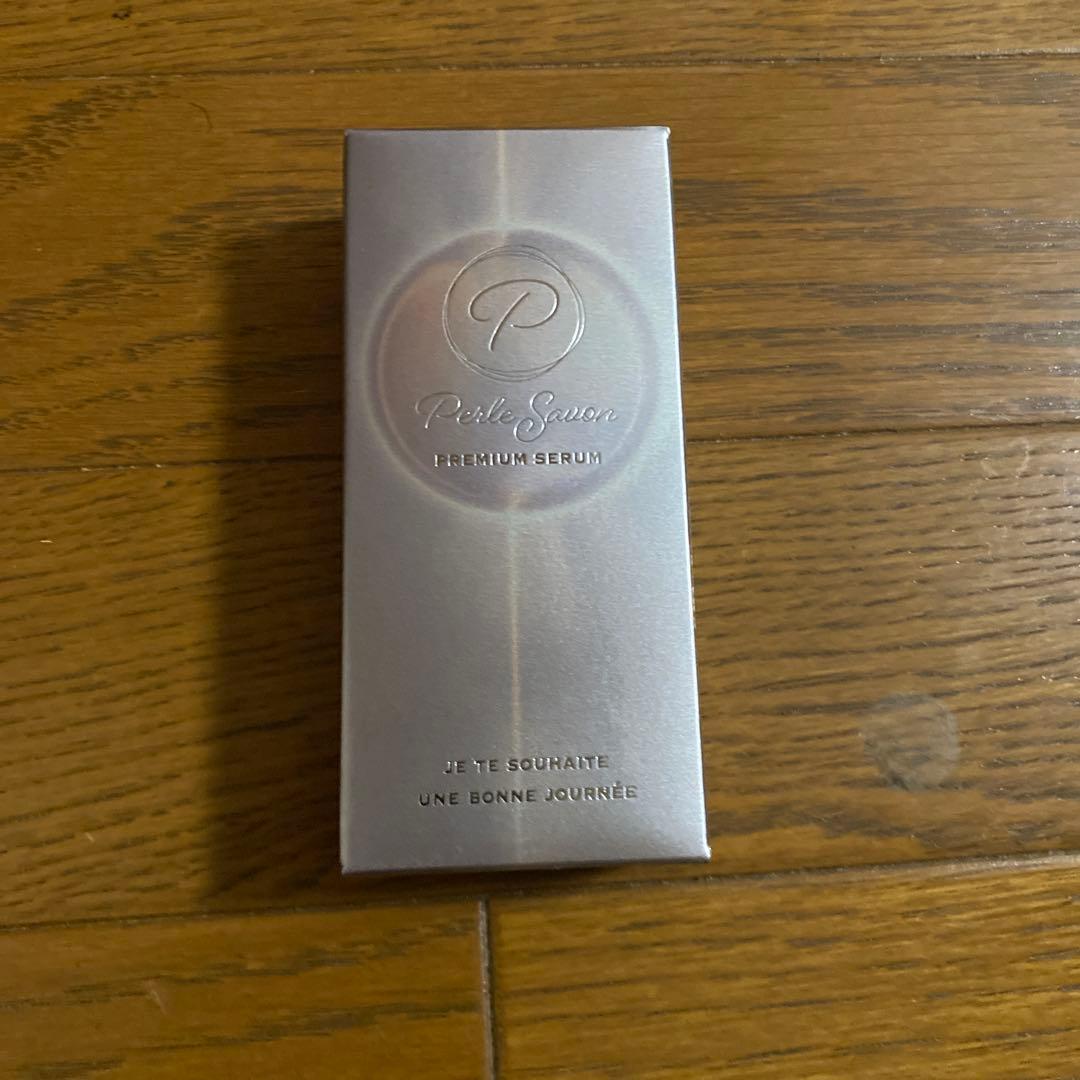 P
Perle Savon
PREMIUM SERUM
JE TE SOUHAITE
UNE BONNE JOURNÉE